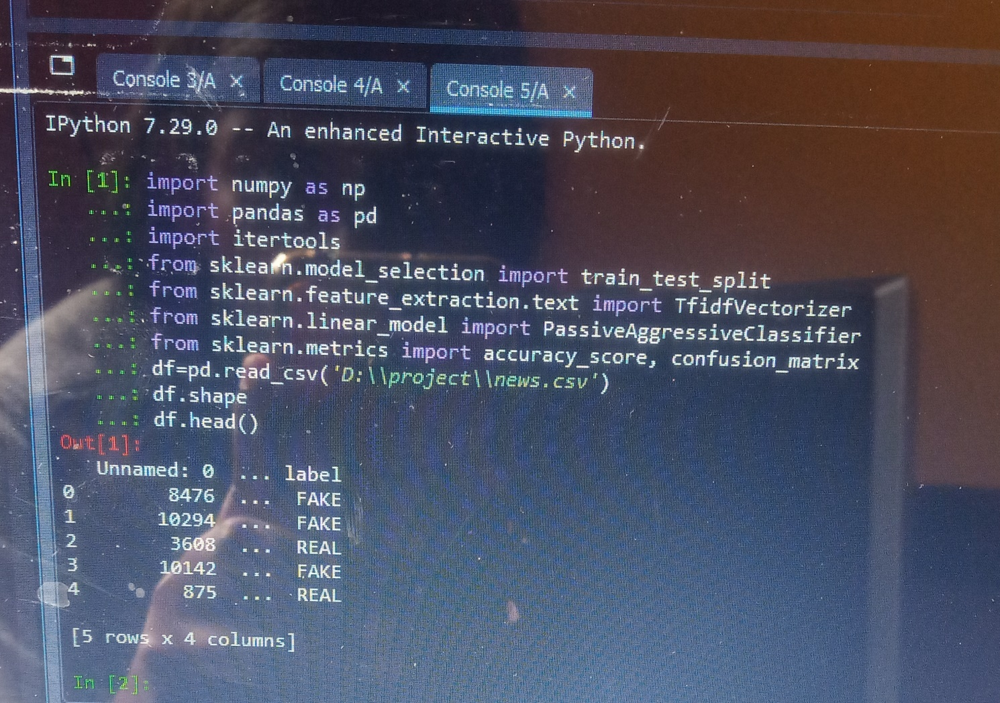 Console 3/A × Console 4/A × Console 5/A ×
IPython 7.29.0 -- An enhanced Interactive Python.
In [1]: import numpy as np
...: import pandas as pd
...: import itertools
...: from sklearn.model_selection import train_test_split
...: from sklearn.feature_extraction.text import TfidfVectorizer
...: from sklearn.linear_model import PassiveAggressiveClassifier
...: from sklearn.metrics import accuracy_score, confusion_matrix
...: df=pd.read_csv('D:\\project\\news.csv')
...: df.shape
...: df.head()
Out[1]:
Unnamed: 0 ... label
0 8476 ... FAKE
1 10294 ... FAKE
2 3608 ... REAL
3 10142 ... FAKE
4 875 ... REAL
[5 rows x 4 columns]
In [2]: